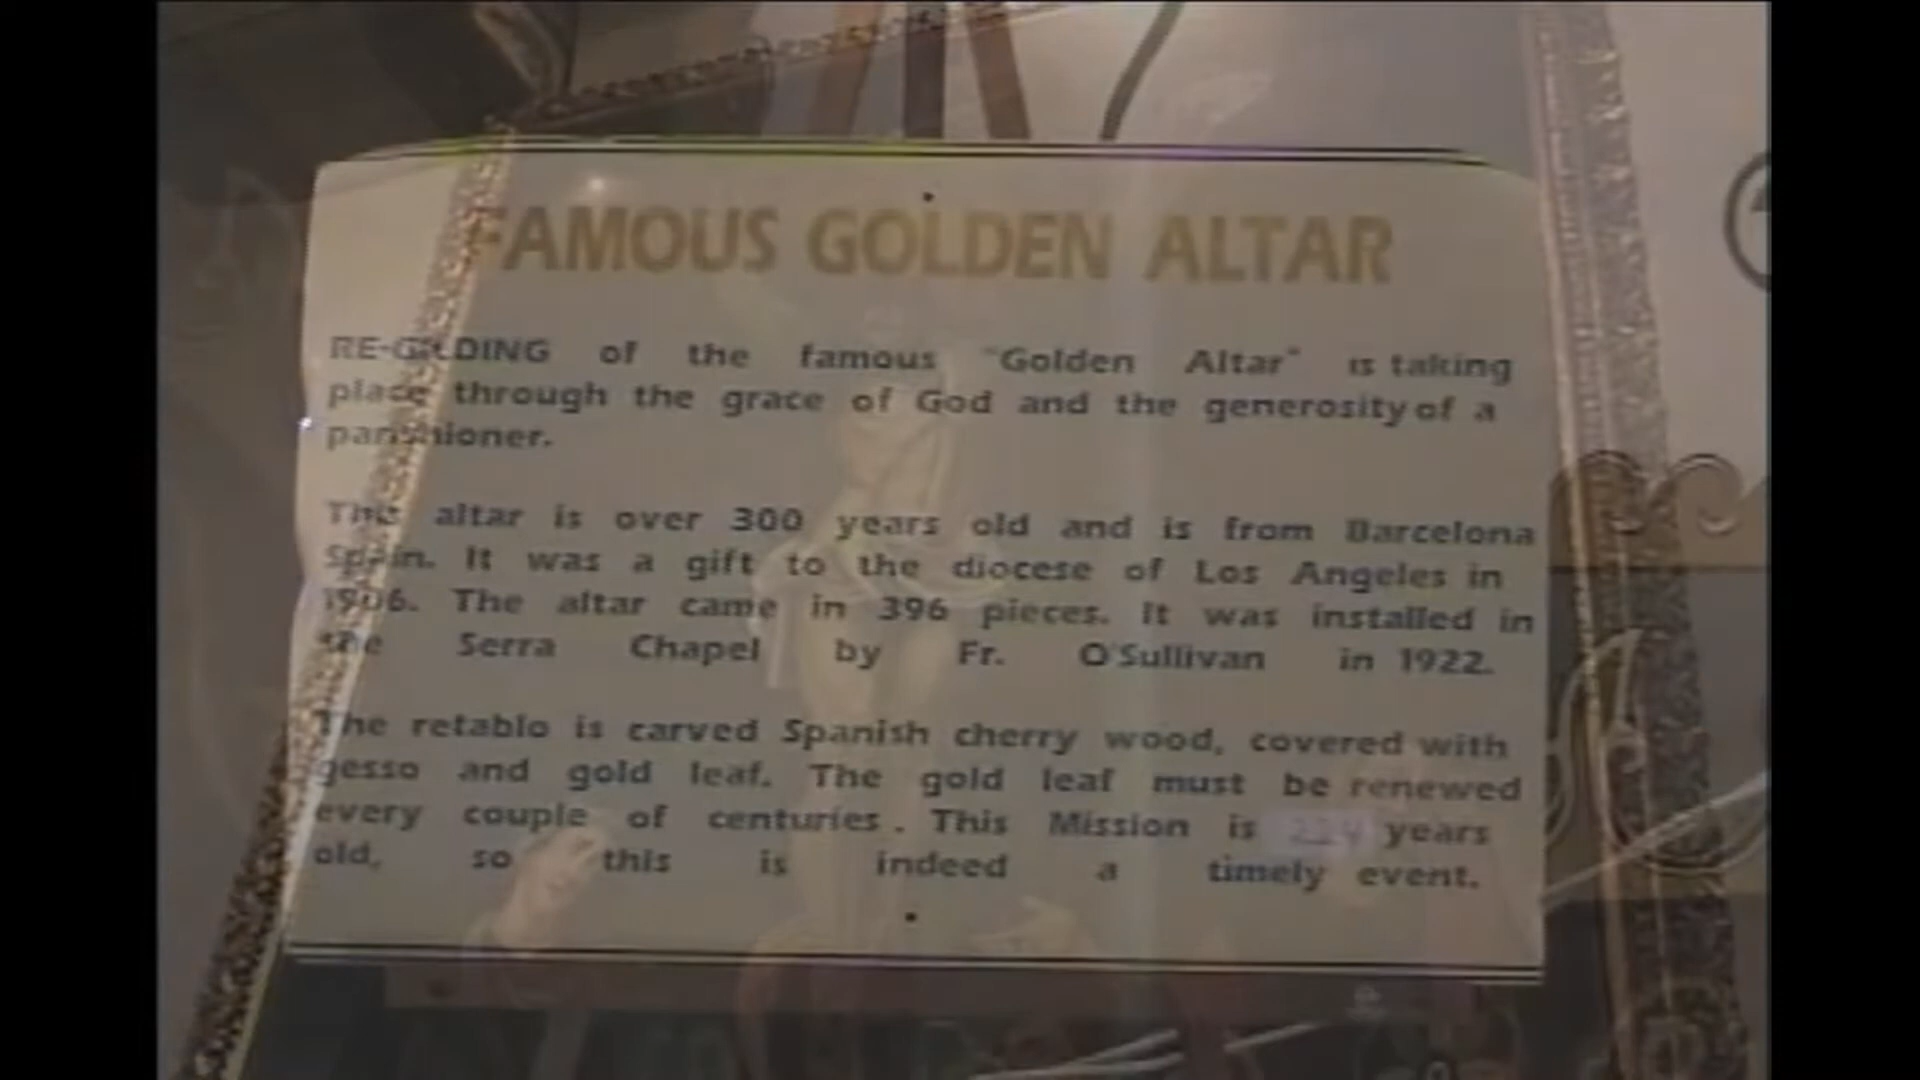 FAMOUS GOLDEN ALTAR
RE-GILDING of the famous "Golden Altar" is taking
place through the grace of God and the generosity of a
parishioner.
This altar is over 300 years old and is from Barcelona
Spain. It was a gift to the diocese of Los Angeles in
1906. The altar came in 396 pieces. It was installed in
the Serra Chapel by Fr. O'Sullivan in 1922.
The retablo is carved Spanish cherry wood, covered with
gesso and gold leaf. The gold leaf must be renewed
every couple of centuries. This Mission is years
old, so this is indeed a timely event.